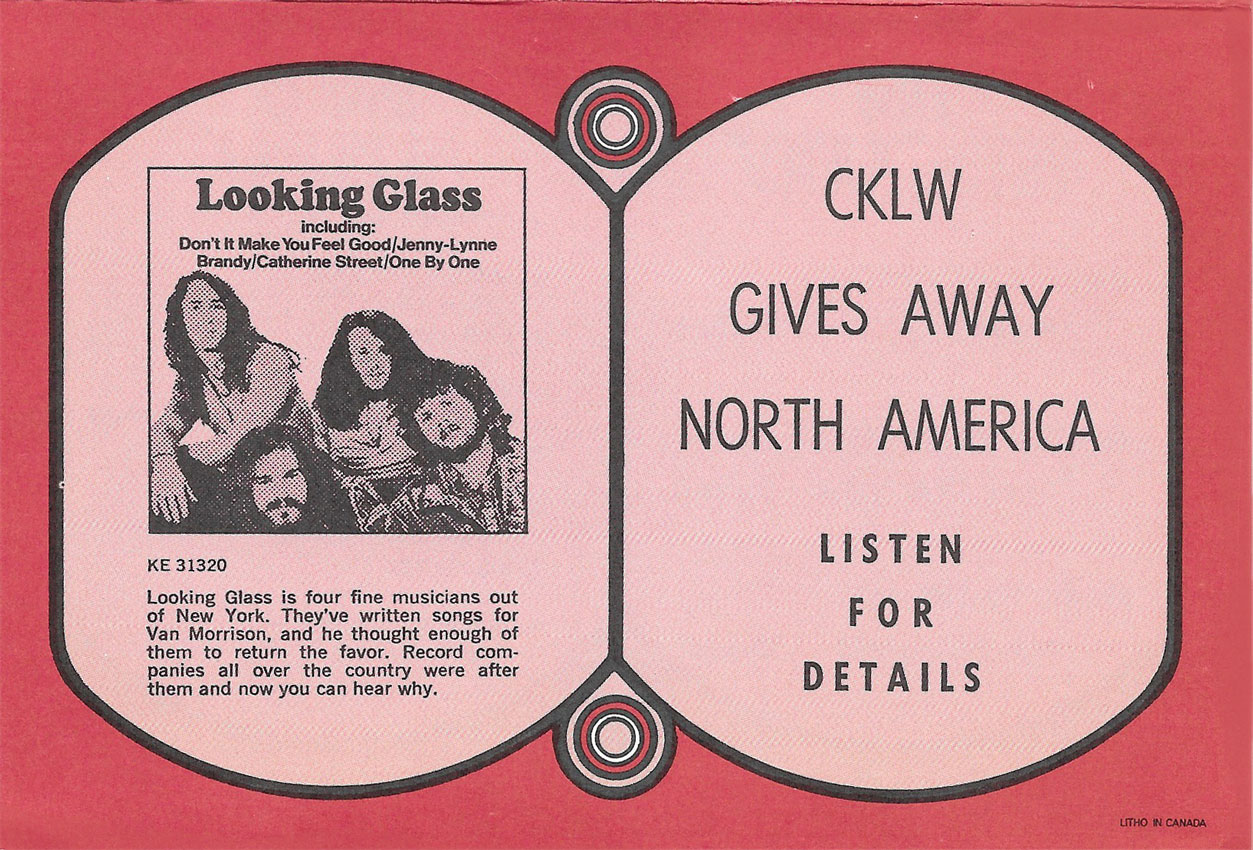 Looking Glass
including:
Don't It Make You Feel Good/Jenny-Lynne
Brandy/Catherine Street/One By One
KE 31320
Looking Glass is four fine musicians out
of New York. They've written songs for
Van Morrison, and he thought enough of
them to return the favor. Record com-
panies all over the country were after
them and now you can hear why.
CKLW
GIVES AWAY
NORTH AMERICA
LISTEN
FOR
DETAILS
LITHO IN CANADA